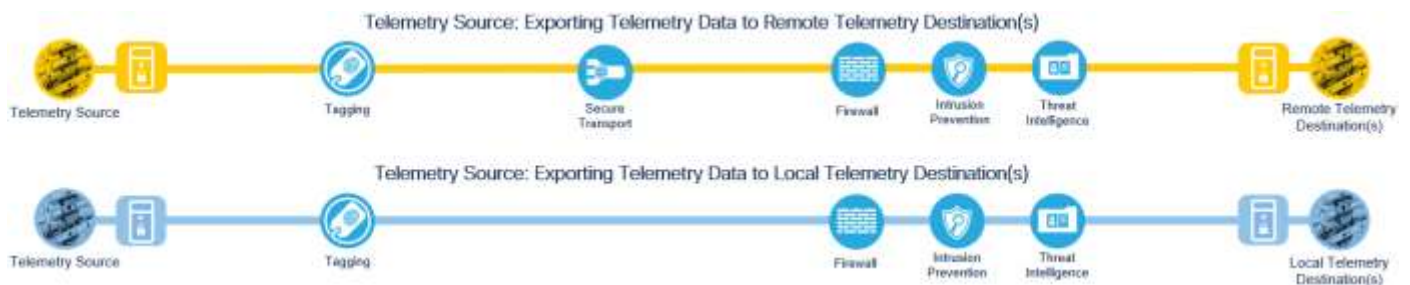 Telemetry Source: Exporting Telemetry Data to Remote Telemetry Destination(s)
Telemetry Source
Tagging
Secure
Transport
Firewall
Intrusion
Prevention
Threat
Intelligence
Remote Telemetry
Destination(s)
Telemetry Source: Exporting Telemetry Data to Local Telemetry Destination(s)
Telemetry Source
Tagging
Firewall
Intrusion
Prevention
Threat
Intelligence
Local Telemetry
Destination(s)